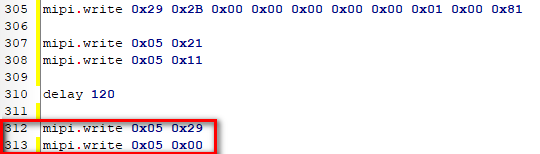 305 mipi.write 0x29 0x2B 0x00 0x00 0x00 0x00 0x00 0x01 0x00 0x81
306
307 mipi.write 0x05 0x21
308 mipi.write 0x05 0x11
309
310 delay 120
311
312 mipi.write 0x05 0x29
313 mipi.write 0x05 0x00